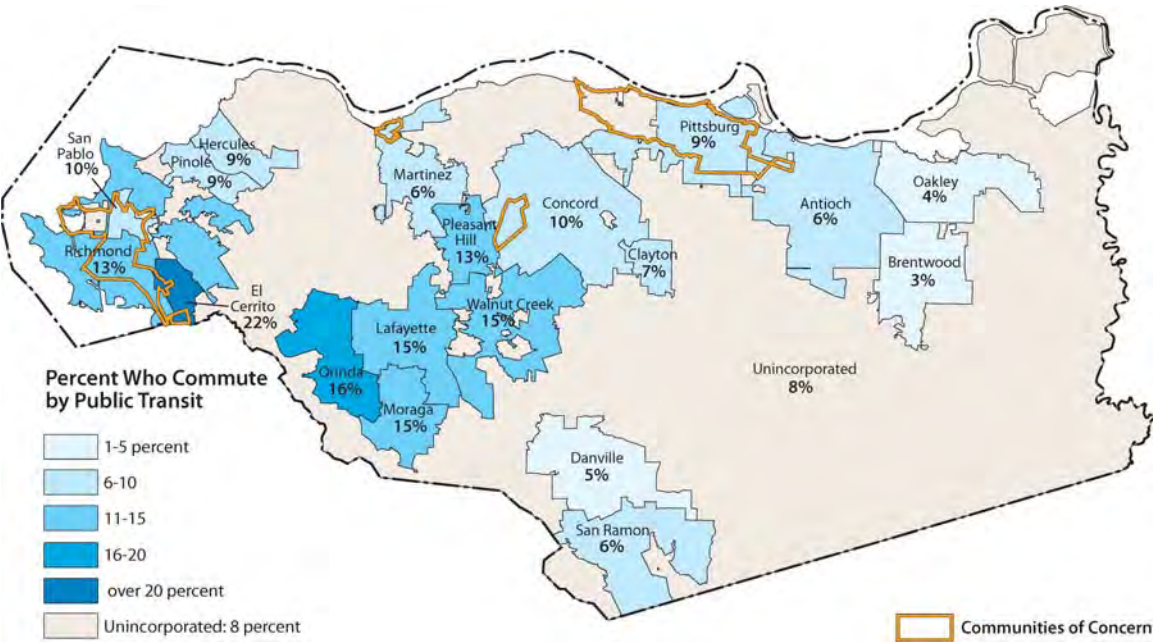 San
Pablo
10%
Hercules
9%
Pinole
9%
Martinez
6%
Pittsburg
9%
Oakley
4%
Antioch
6%
Concord
10%
Pleasant
Hill
13%
Clayton
7%
Brentwood
3%
Richmond
13%
El
Cerrito
22%
Walnut Creek
15%
Lafayette
15%
Orinda
16%
Moraga
15%
Unincorporated
8%
Danville
5%
San Ramon
6%
Percent Who Commute
by Public Transit
1-5 percent
6-10
11-15
16-20
over 20 percent
Unincorporated: 8 percent
Communities of Concern